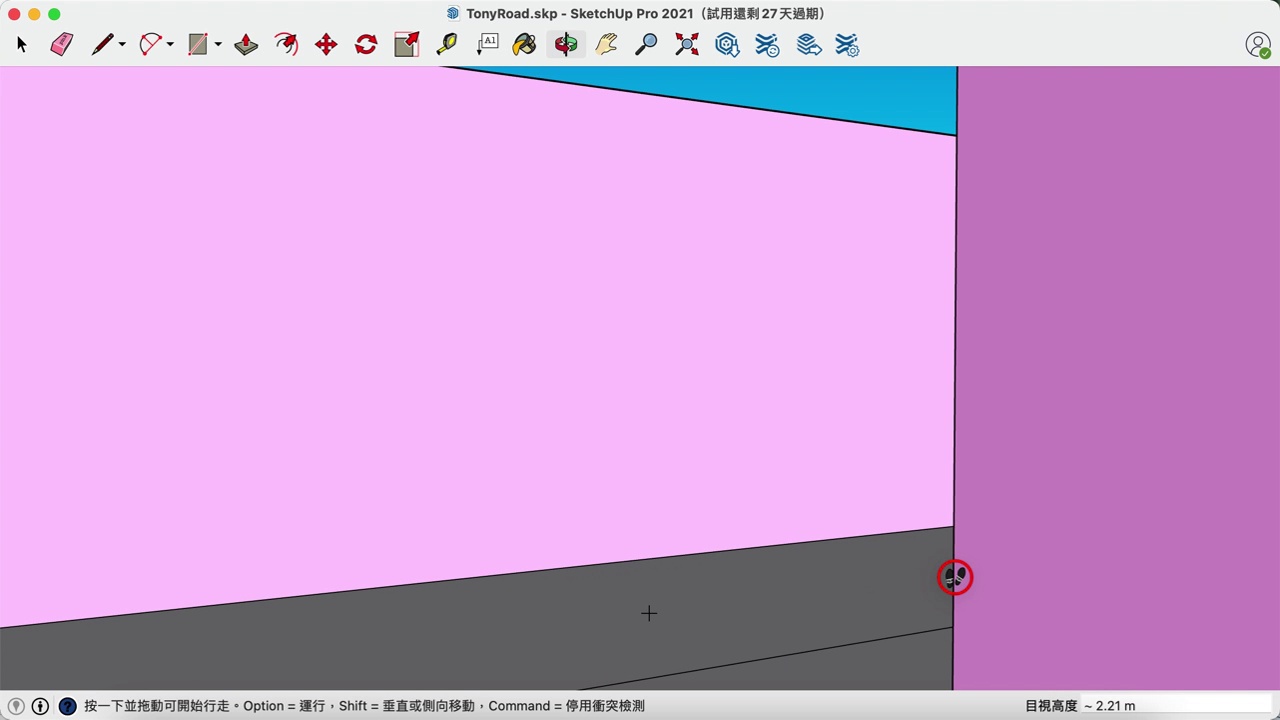 TonyRoad.skp - SketchUp Pro 2021（試用還剩 27 天過期）
A1
按一下並拖動可開始行走。Option = 運行，Shift = 垂直或側向移動，Command = 停用衝突檢測
目視高度 ~ 2.21 m